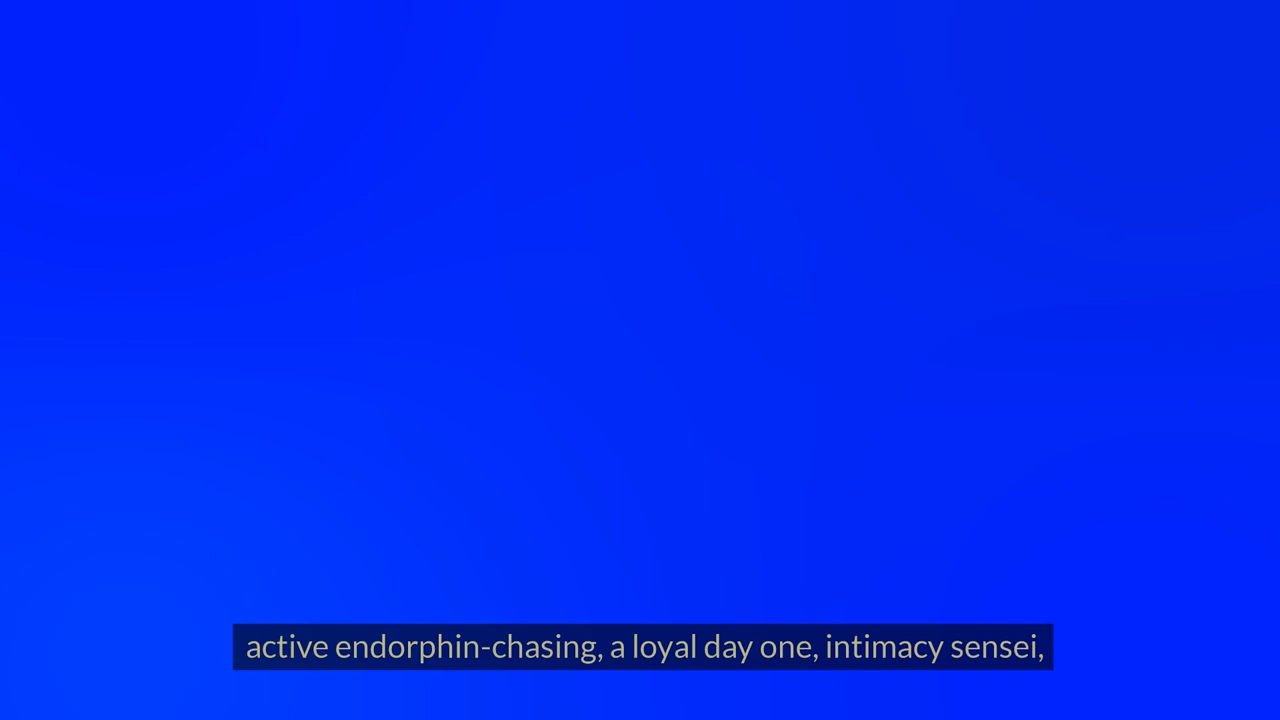 active endorphin-chasing, a loyal day one, intimacy sensei,